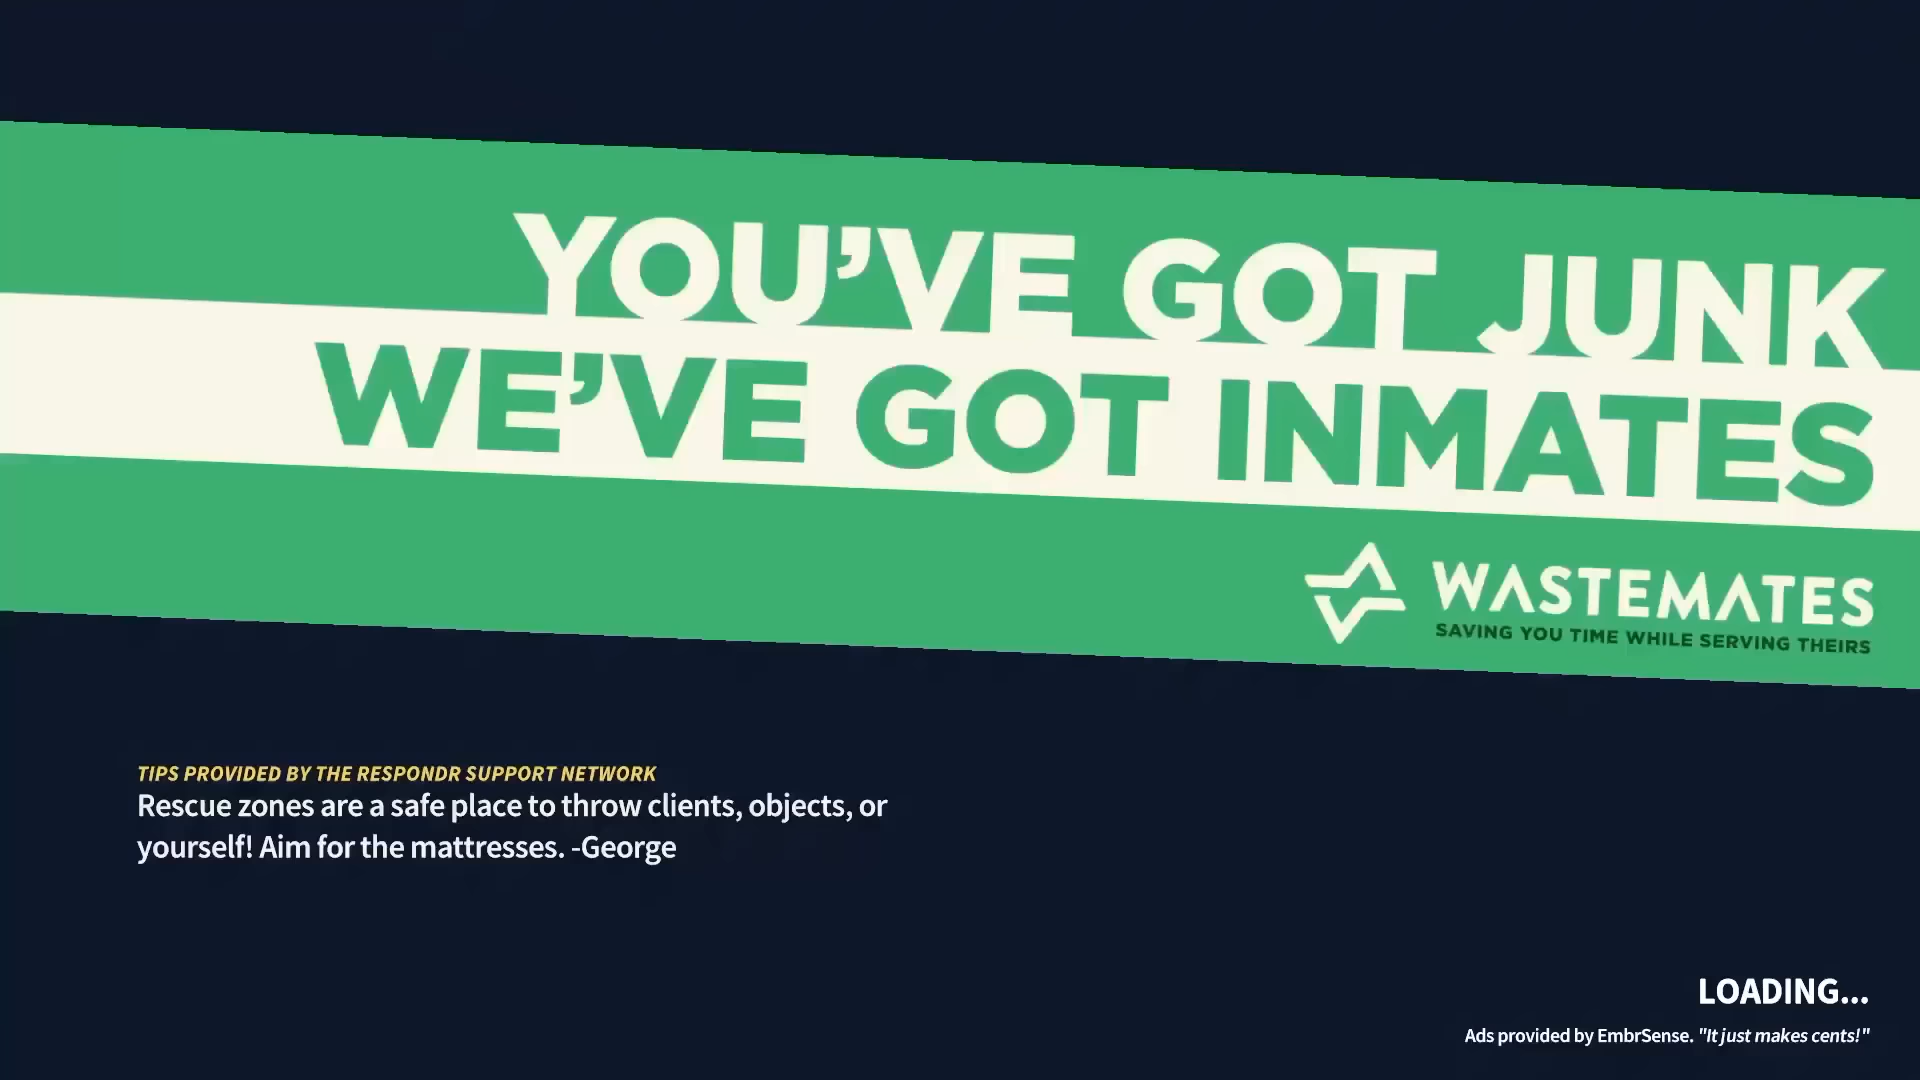 YOU'VE GOT JUNK
WE'VE GOT INMATES
WASTEMATES
SAVING YOU TIME WHILE SERVING THEIRS
TIPS PROVIDED BY THE RESPONDR SUPPORT NETWORK
Rescue zones are a safe place to throw clients, objects, or
yourself! Aim for the mattresses. -George
LOADING...
Ads provided by EmbrSense. "It just makes cents!"